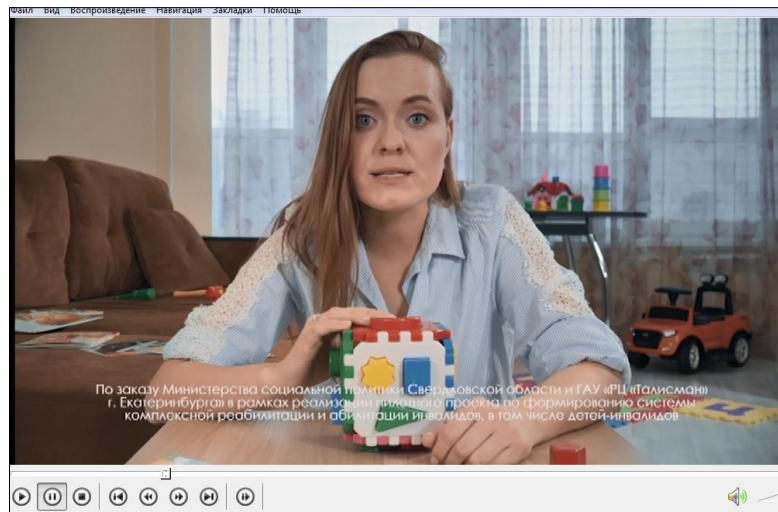 Файл Вид Воспроизведение Навигация Закладки Помощь
По заказу Министерства социальной политики Свердловской области и ГАУ «РЦ «Талисман»
г. Екатеринбурга» в рамках реализации пилотного проекта по формированию системы
комплексной реабилитации и абилитации инвалидов, в том числе детей-инвалидов